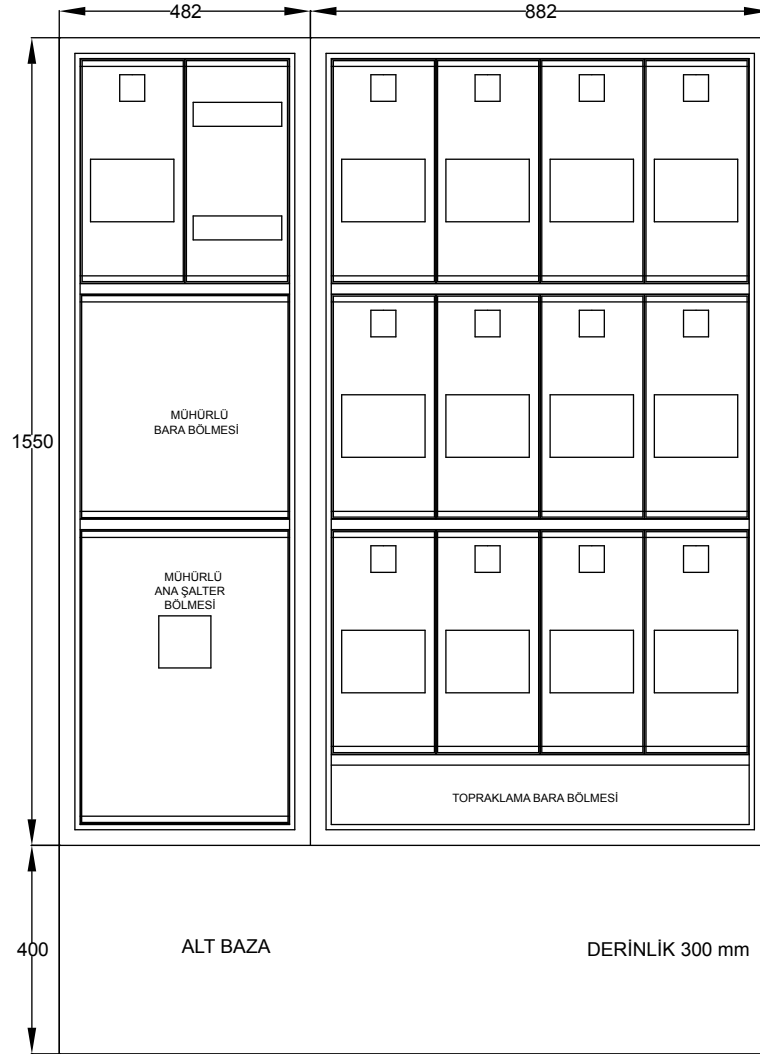 482
882
1550
MÜHÜRLÜ
BARA BÖLMESİ
MÜHÜRLÜ
ANA ŞALTER
BÖLMESİ
TOPRAKLAMA BARA BÖLMESİ
400
ALT BAZA
DERİNLİK 300 mm